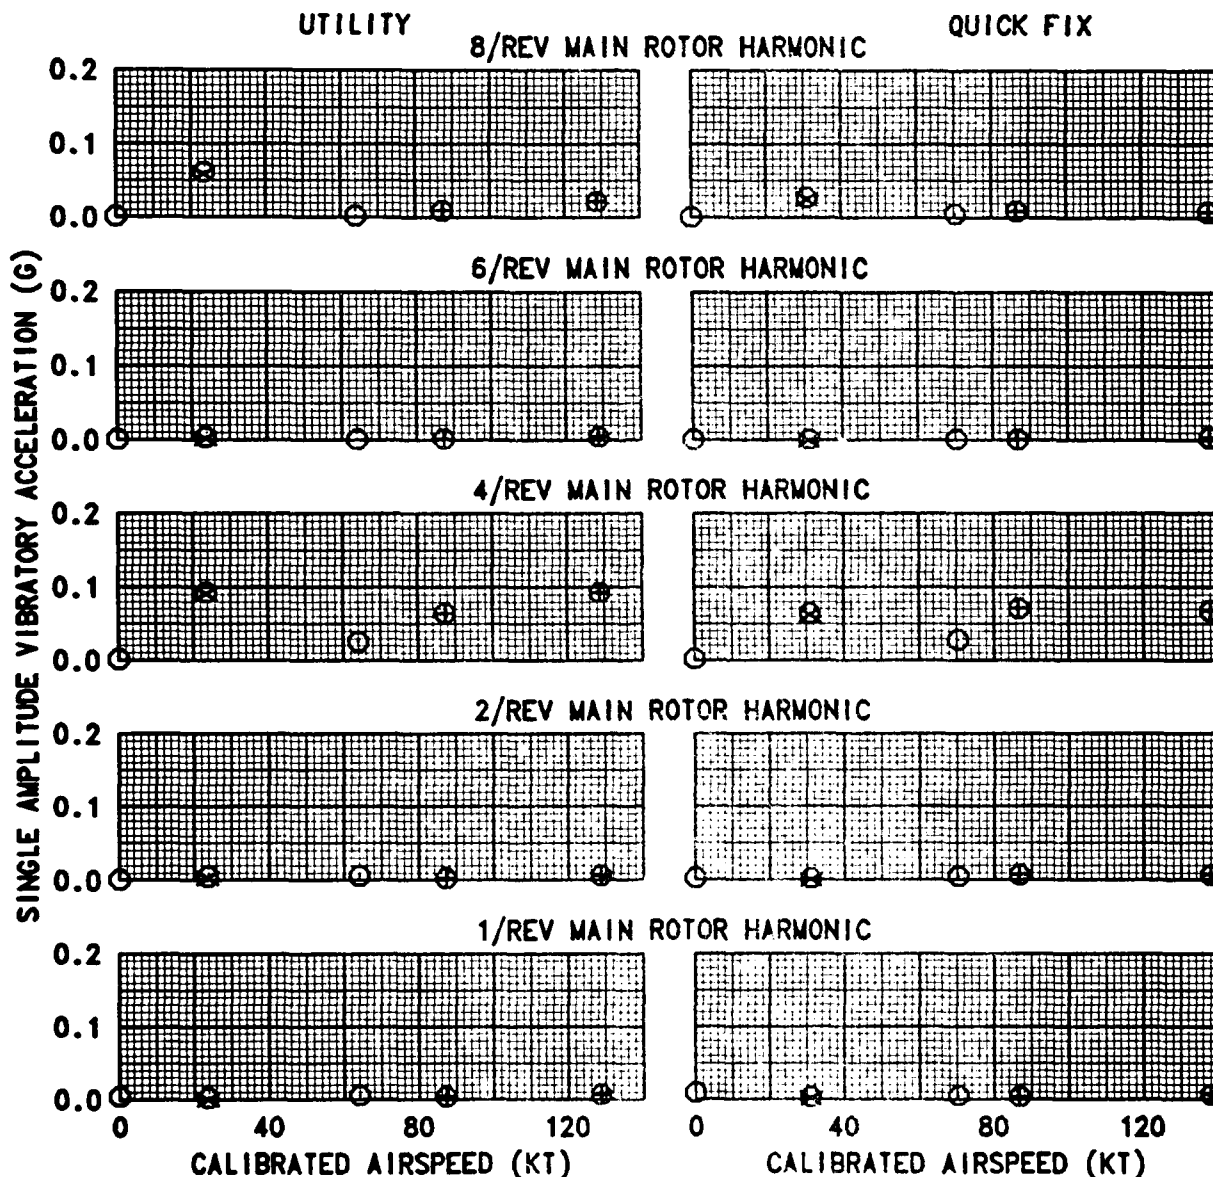 UTILITY QUICK FIX
8/REV MAIN ROTOR HARMONIC
0.2
0.1
0.0
6/REV MAIN ROTOR HARMONIC
0.2
0.1
0.0
4/REV MAIN ROTOR HARMONIC
0.2
0.1
0.0
2/REV MAIN ROTOR HARMONIC
0.2
0.1
0.0
1/REV MAIN ROTOR HARMONIC
0.2
0.1
0.0
SINGLE AMPLITUDE VIBRATORY ACCELERATION (G)
0 40 80 120 0 40 80 120
CALIBRATED AIRSPEED (KT) CALIBRATED AIRSPEED (KT)